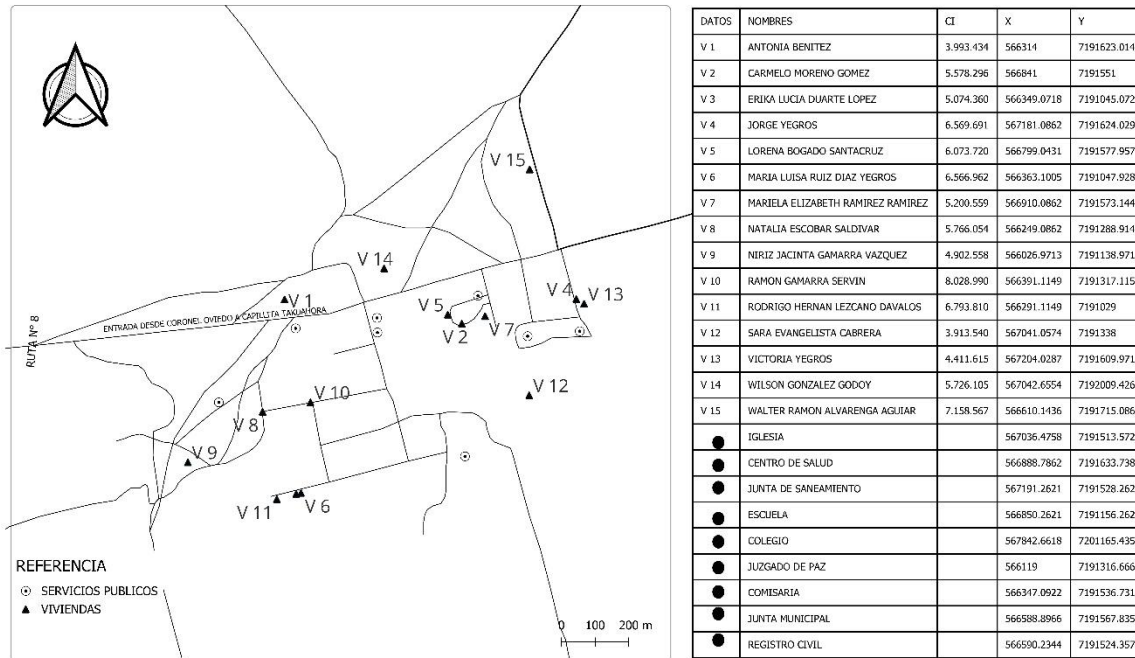 V 15
V 14
V 1
V 4
V 13
V 5
V 2
V 7
ENTRADA DESDE CORONEL OVIEDO A CAPILLITA TAKUAHORA
RUTA Nº 8
V 10
V 12
V 8
V 9
V 11
V 6
REFERENCIA
SERVICIOS PUBLICOS
VIVIENDAS
0 100 200 m
DATOS NOMBRES CI X Y
V 1 ANTONIA BENITEZ 3.993.434 566314 7191623.014
V 2 CARMELO MORENO GOMEZ 5.578.296 566841 7191551
V 3 ERIKA LUCIA DUARTE LOPEZ 5.074.360 566349.0718 7191045.072
V 4 JORGE YEGROS 6.569.691 567181.0862 7191624.029
V 5 LORENA BOGADO SANTACRUZ 6.073.720 566799.0431 7191577.957
V 6 MARIA LUISA RUIZ DIAZ YEGROS 6.566.962 566363.1005 7191047.928
V 7 MARIELA ELIZABETH RAMIREZ RAMIREZ 5.200.559 566910.0862 7191573.144
V 8 NATALIA ESCOBAR SALDIVAR 5.766.054 566249.0862 7191288.914
V 9 NIRIZ JACINTA GAMARRA VAZQUEZ 4.902.558 566026.9713 7191138.971
V 10 RAMON GAMARRA SERVIN 8.028.990 566391.1149 7191317.115
V 11 RODRIGO HERNAN LEZCANO DAVALOS 6.793.810 566291.1149 7191029
V 12 SARA EVANGELISTA CABRERA 3.913.540 567041.0574 7191338
V 13 VICTORIA YEGROS 4.411.615 567204.0287 7191609.971
V 14 WILSON GONZALEZ GODOY 5.726.105 567042.6554 7192009.426
V 15 WALTER RAMON ALVARENGA AGUIAR 7.158.567 566610.1436 7191715.086
IGLESIA 567036.4758 7191513.572
CENTRO DE SALUD 566888.7862 7191633.738
JUNTA DE SANEAMIENTO 567191.2621 7191528.262
ESCUELA 566850.2621 7191156.262
COLEGIO 567842.6618 7201165.435
JUZGADO DE PAZ 566119 7191316.666
COMISARIA 566347.0922 7191536.731
JUNTA MUNICIPAL 566588.8966 7191567.835
REGISTRO CIVIL 566590.2344 7191524.357